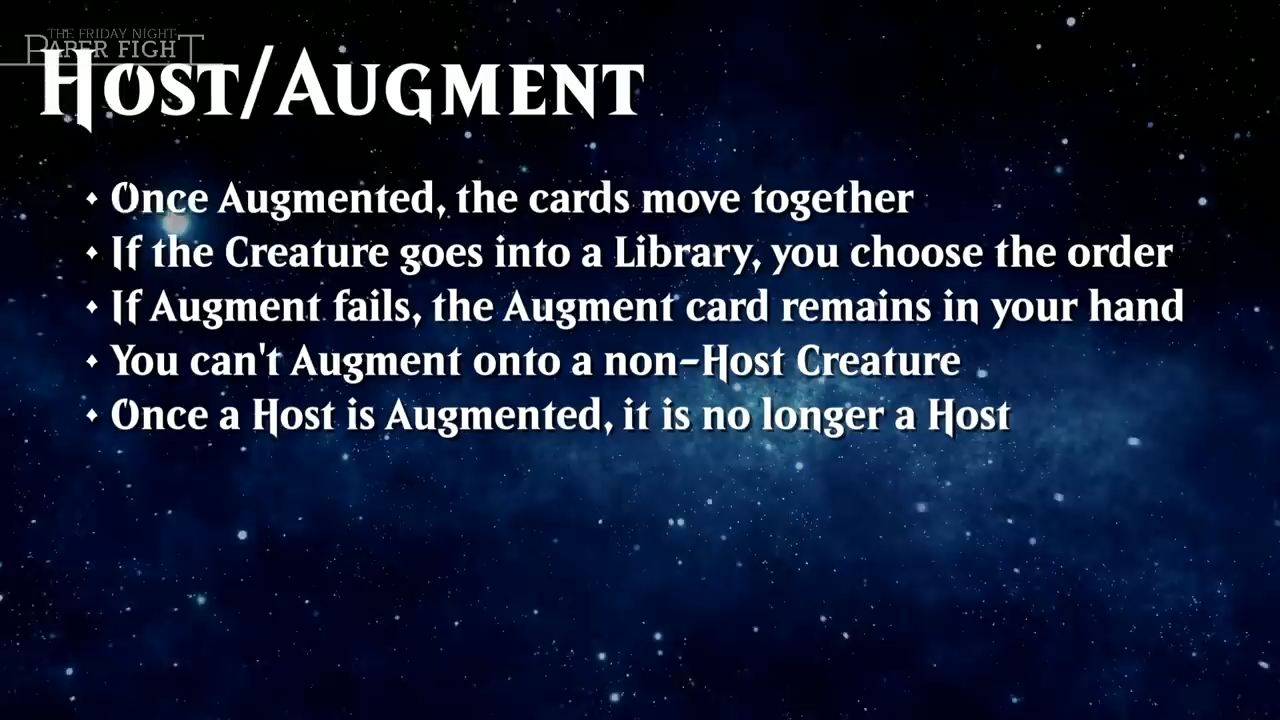 THE FRIDAY NIGHT
PAPER FIGHT
HOST/AUGMENT
• Once Augmented, the cards move together
• If the Creature goes into a Library, you choose the order
• If Augment fails, the Augment card remains in your hand
• You can't Augment onto a non-Host Creature
• Once a Host is Augmented, it is no longer a Host